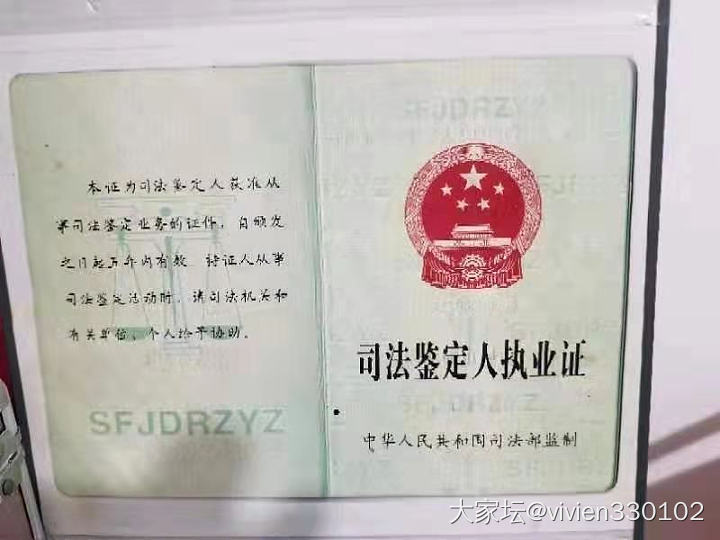 本证为司法鉴定人获准从
事司法鉴定业务的证件，自颁发
之日起五年内有效。持证人从事
司法鉴定活动时，请司法机关和
有关单位、个人给予协助。
SFJDRZYZ
SFJDRZYZ
司法鉴定人执业证
SFJDRZYZ
中华人民共和国司法部监制
大家坛@vivien330102